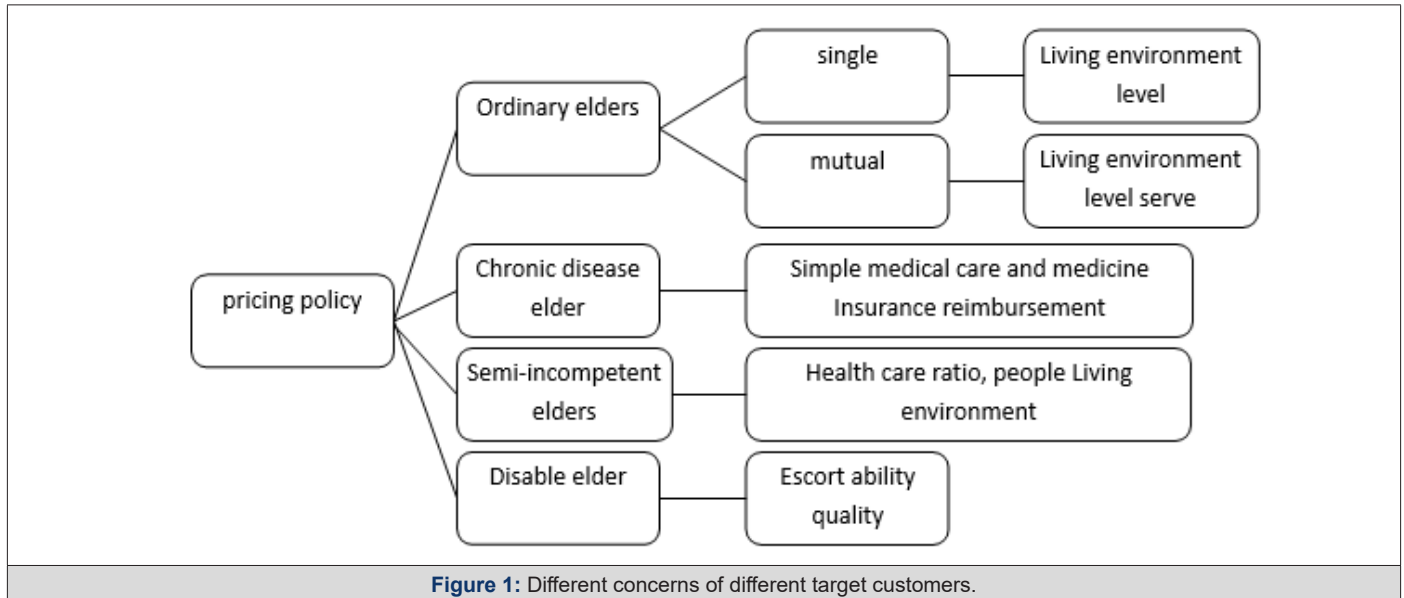 single
Living environment
level
Ordinary elders
mutual
Living environment
level serve
pricing policy
Chronic disease
elder
Simple medical care and medicine
Insurance reimbursement
Semi-incompetent
elders
Health care ratio, people Living
environment
Disable elder
Escort ability
quality
Figure 1: Different concerns of different target customers.